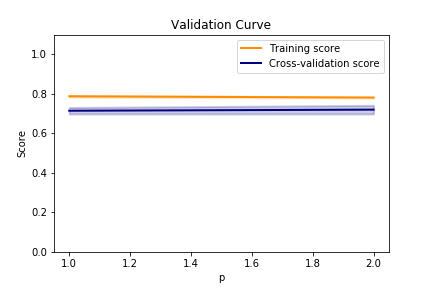 Validation Curve
Training score
Cross-validation score
Score
1.0
0.8
0.6
0.4
0.2
0.0
1.0 1.2 1.4 1.6 1.8 2.0
p